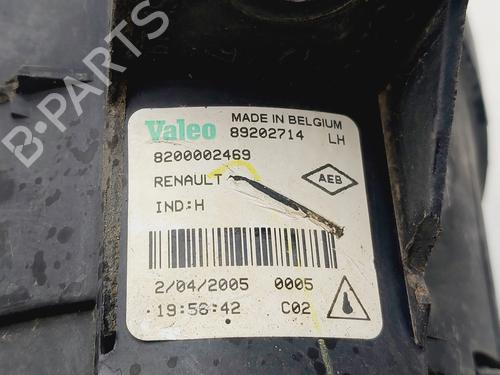 B-PARTS
Valeo MADE IN BELGIUM
89202714 LH
8200002469
RENAULT AEB
IND:H
2/04/2005 0005
19:56:42 C02